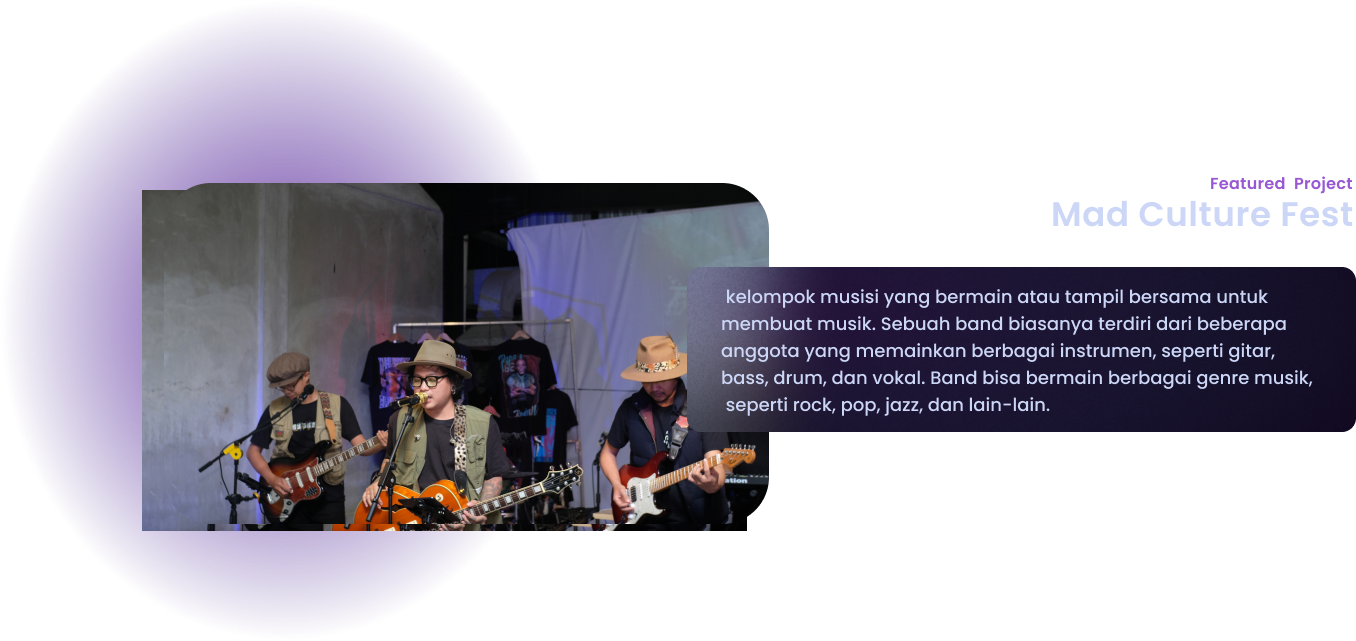 Featured Project
Mad Culture Fest
kelompok musisi yang bermain atau tampil bersama untuk
membuat musik. Sebuah band biasanya terdiri dari beberapa
anggota yang memainkan berbagai instrumen, seperti gitar,
bass, drum, dan vokal. Band bisa bermain berbagai genre musik,
seperti rock, pop, jazz, dan lain-lain.